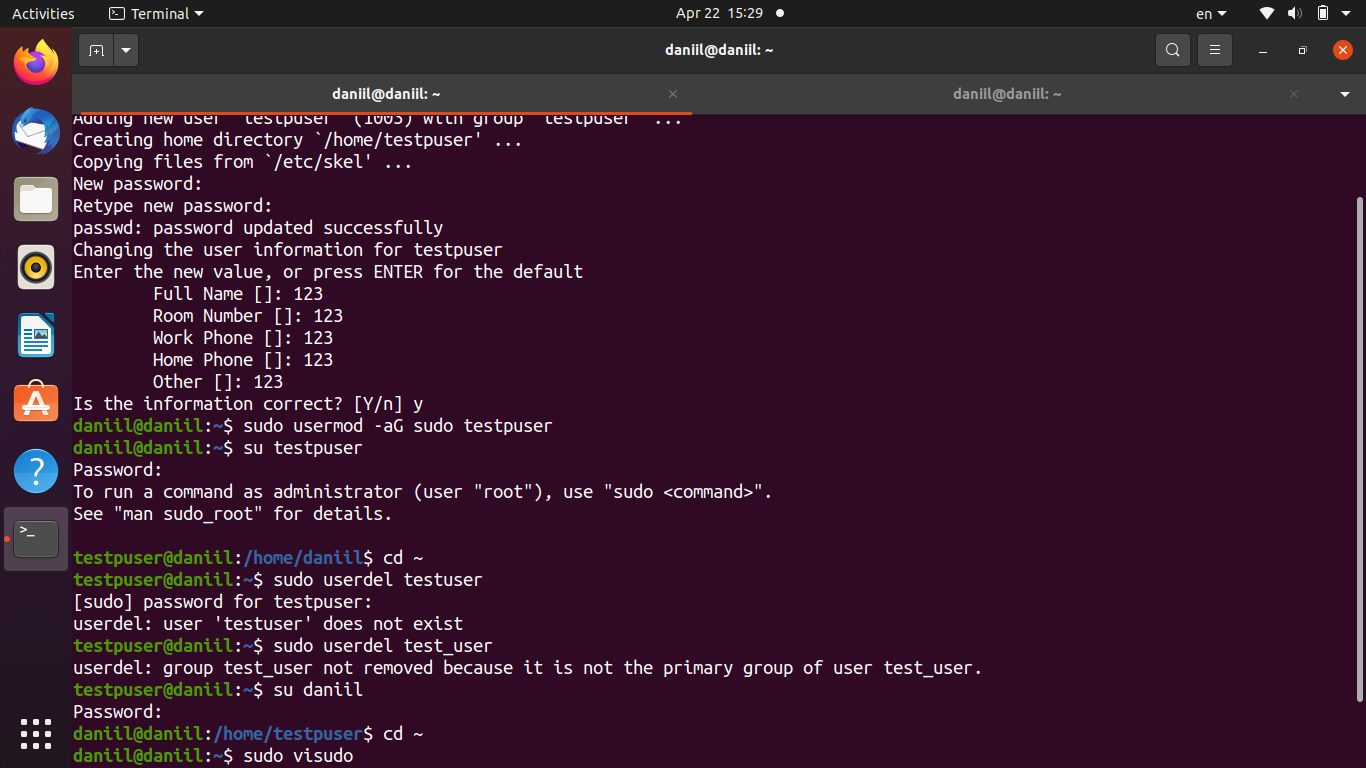 Activities
Terminal
Apr 22 15:29
en
daniil@daniil: ~
daniil@daniil: ~
daniil@daniil: ~
Adding new user `testpuser' (1003) with group `testpuser' ...
Creating home directory `/home/testpuser' ...
Copying files from `/etc/skel' ...
New password:
Retype new password:
passwd: password updated successfully
Changing the user information for testpuser
Enter the new value, or press ENTER for the default
Full Name []: 123
Room Number []: 123
Work Phone []: 123
Home Phone []: 123
Other []: 123
Is the information correct? [Y/n] y
daniil@daniil:~$ sudo usermod -aG sudo testpuser
daniil@daniil:~$ su testpuser
Password:
To run a command as administrator (user "root"), use "sudo <command>".
See "man sudo_root" for details.
testpuser@daniil:/home/daniil$ cd ~
testpuser@daniil:~$ sudo userdel testuser
[sudo] password for testpuser:
userdel: user 'testuser' does not exist
testpuser@daniil:~$ sudo userdel test_user
userdel: group test_user not removed because it is not the primary group of user test_user.
testpuser@daniil:~$ su daniil
Password:
daniil@daniil:/home/testpuser$ cd ~
daniil@daniil:~$ sudo visudo